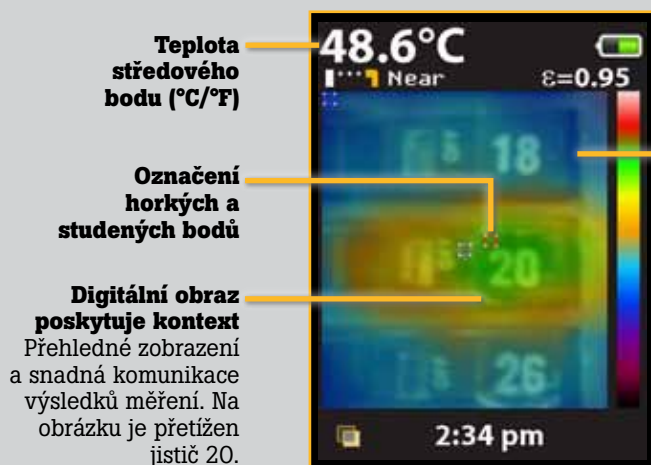 Teplota
středového
bodu (°C/°F)
Označení
horkých a
studených bodů
Digitální obraz
poskytuje kontext
Přehledné zobrazení
a snadná komunikace
výsledků měření. Na
obrázku je přetížen
jistič 20.
48.6°C
Near ε=0.95
18
20
26
2:34 pm